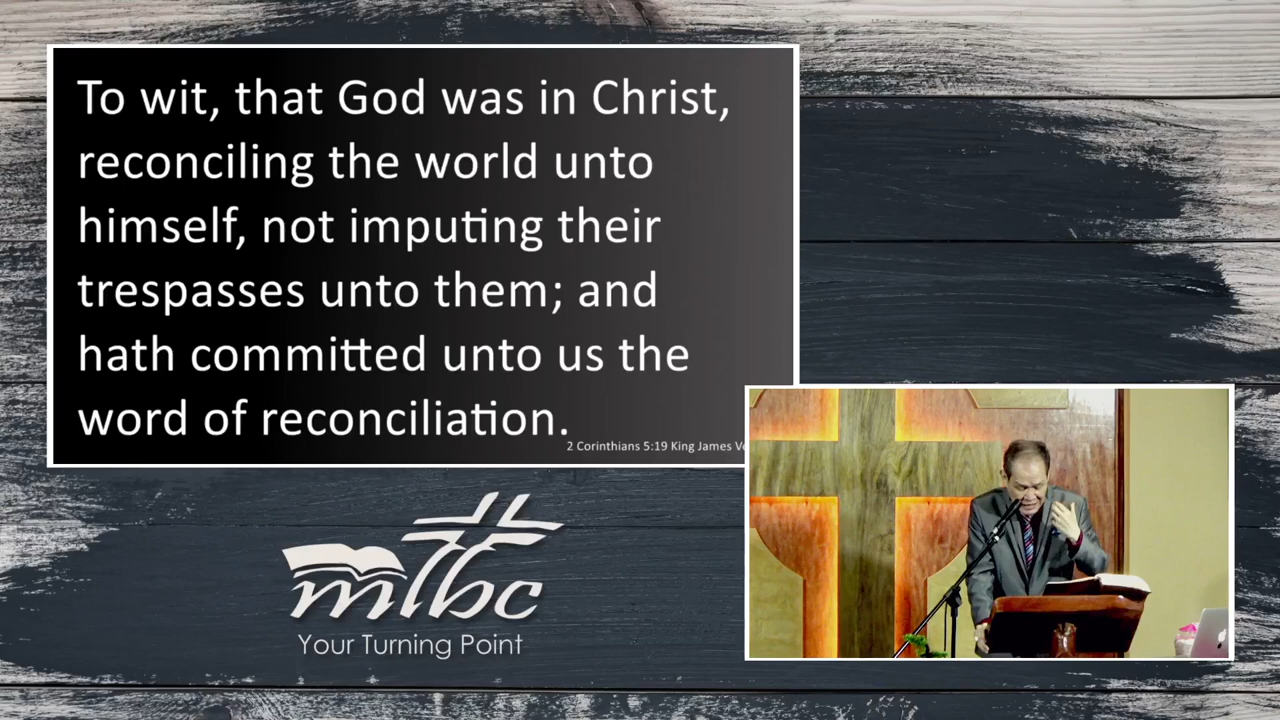 To wit, that God was in Christ,
reconciling the world unto
himself, not imputing their
trespasses unto them; and
hath committed unto us the
word of reconciliation.
2 Corinthians 5:19 King James
mlbc
Your Turning Point